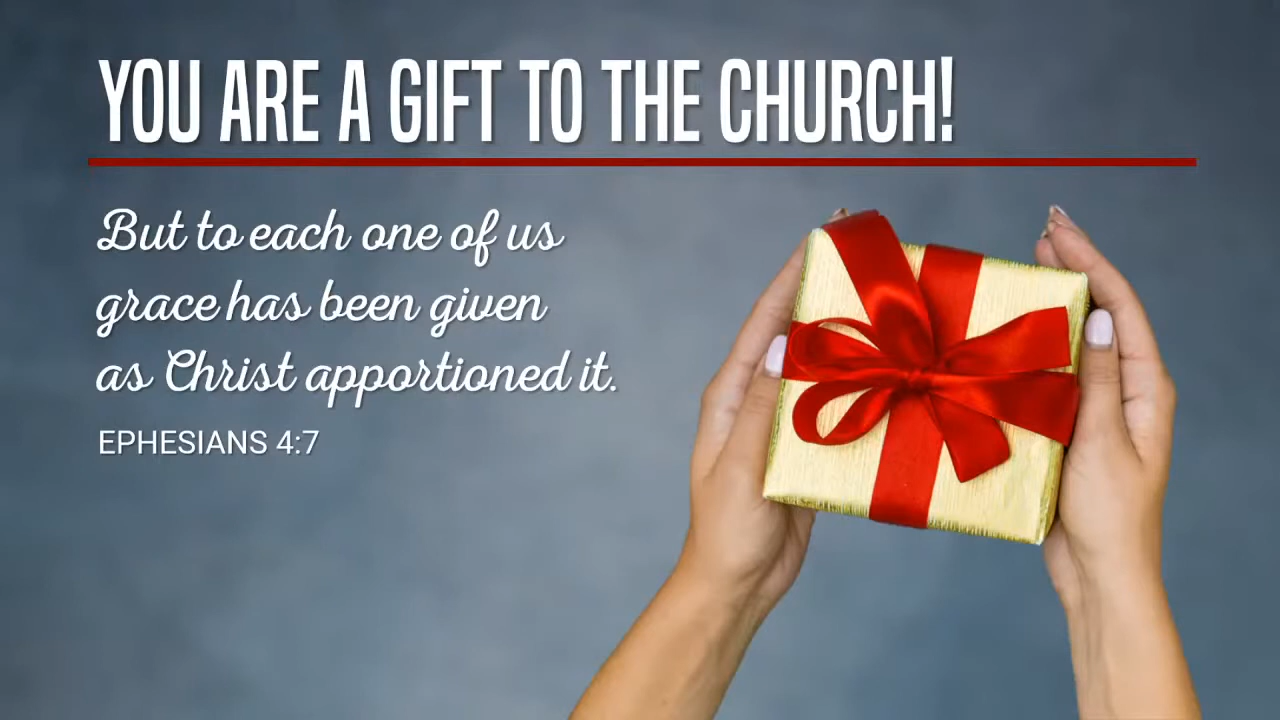 YOU ARE A GIFT TO THE CHURCH!
But to each one of us
grace has been given
as Christ apportioned it.
EPHESIANS 4:7